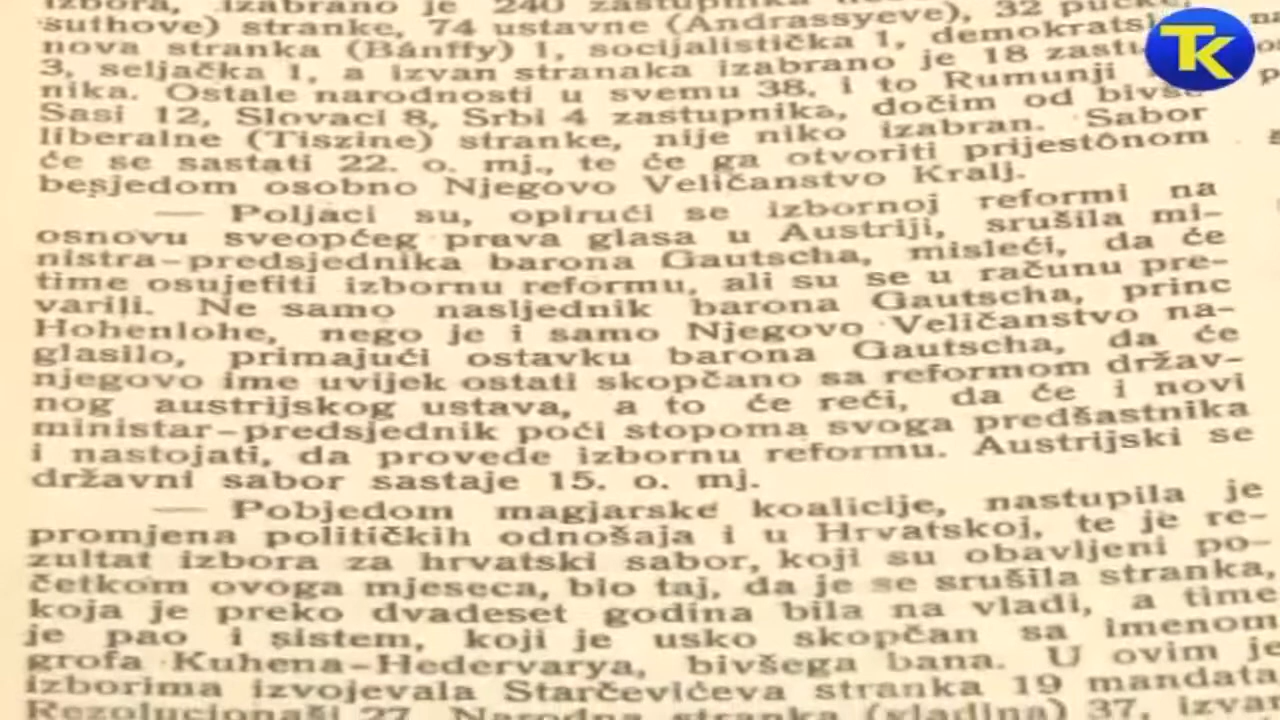 izbora, izabrano je 240
suthove) stranke, 74 ustavne (Andrassyeve), 32
nova stranka (Bánffy) 1, socijalistička 1,
3, seljačka 1, a izvan stranaka izabrano je 18
nika. Ostale narodnosti u svemu 38. i to Rumunji
Sasi 12, Slovaci 8, Srbi 4 zastupnika, dočim od bivše
liberalne (Tiszine) stranke, nije niko izabran. Sabor
će se sastati 22. o. mj., te će ga otvoriti prijestônom
besjedom osobno Njegovo Veličanstvo Kralj.
— Poljaci su, opirući se izbornoj reformi na
osnovu sveopćeg prava glasa u Austriji, srušila mi-
nistra-predsjednika barona Gautscha, misleći, da će
time osujetiti izbornu reformu, ali su se u računu pre-
varili. Ne samo nasljednik barona Gautscha, princ
Hohenlohe, nego je i samo Njegovo Veličanstvo na-
glasilo, primajući ostavku barona Gautscha, da će
njegovo ime uvijek ostati skopčano sa reformom držav-
nog austrijskog ustava, a to će reći, da će i novi
ministar-predsjednik poći stopoma svoga predšastnika
i nastojati, da provede izbornu reformu. Austrijski se
državni sabor sastaje 15. o. mj.
— Pobjedom magjarske koalicije, nastupila je
promjena političkih odnošaja i u Hrvatskoj, te je re-
zultat izbora za hrvatski sabor, koji su obavljeni po-
četkom ovoga mjeseca, bio taj, da je se srušila stranka,
koja je preko dvadeset godina bila na vladi, a time
je pao i sistem, koji je usko skopčan sa imenom
grofa Kuhena-Hedervarya, bivšega bana. U ovim je
izborima izvojevala Starčevićeva stranka 19 mandata
Rezolucionaši 27, Narodna stranka (vladina) 37, izvan
TK